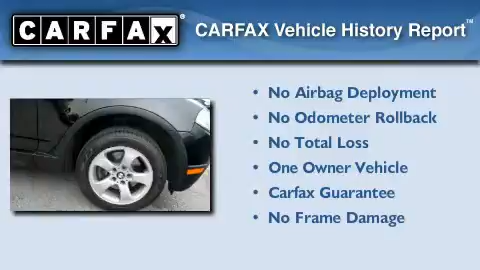 CARFAX® CARFAX Vehicle History Report™
• No Airbag Deployment
• No Odometer Rollback
• No Total Loss
• One Owner Vehicle
• Carfax Guarantee
• No Frame Damage